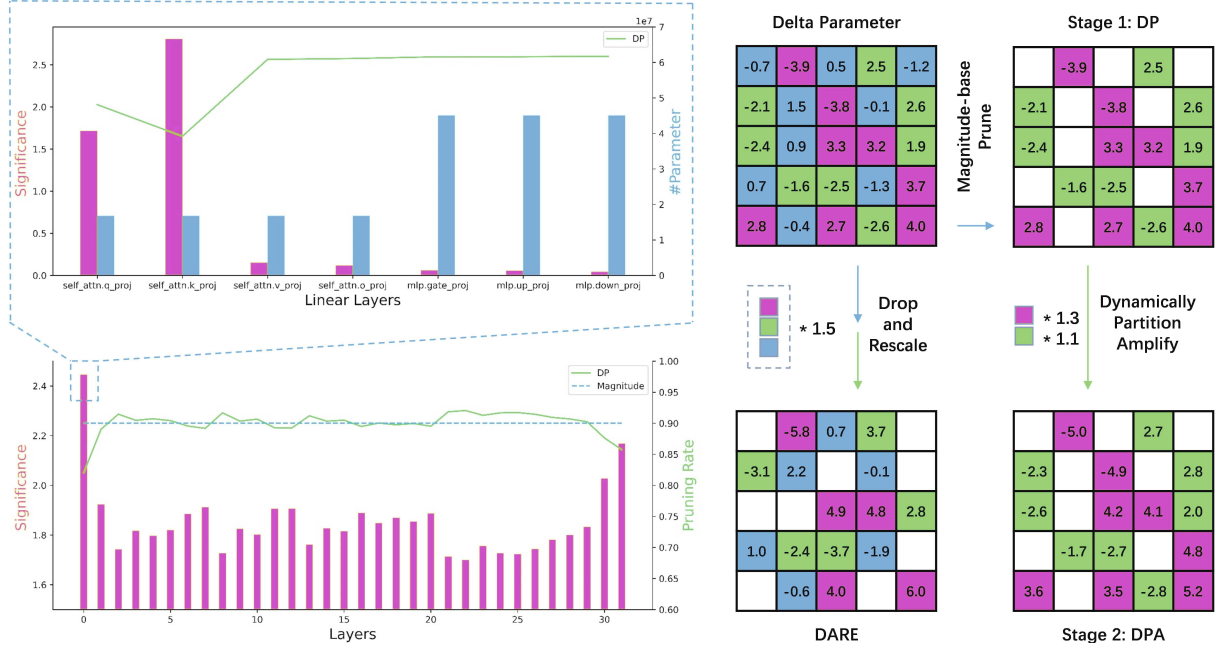 1e7
DP
Significance
#Parameter
2.5
2.0
1.5
1.0
0.5
0.0
7
6
5
4
3
2
1
0
self_attn.q_proj
self_attn.k_proj
self_attn.v_proj
self_attn.o_proj
mlp.gate_proj
mlp.up_proj
mlp.down_proj
Linear Layers
DP
Magnitude
Significance
Pruning Rate
2.4
2.2
2.0
1.8
1.6
1.00
0.95
0.90
0.85
0.80
0.75
0.70
0.65
0.60
0 5 10 15 20 25 30
Layers
Delta Parameter
-0.7 -3.9 0.5 2.5 -1.2
-2.1 1.5 -3.8 -0.1 2.6
-2.4 0.9 3.3 3.2 1.9
0.7 -1.6 -2.5 -1.3 3.7
2.8 -0.4 2.7 -2.6 4.0
Magnitude-base
Prune
Stage 1: DP
-3.9 2.5
-2.1 -3.8 2.6
-2.4 3.3 3.2 1.9
-1.6 -2.5 3.7
2.8 2.7 -2.6 4.0
* 1.5
Drop
and
Rescale
* 1.3
* 1.1
Dynamically
Partition
Amplify
-5.8 0.7 3.7
-3.1 2.2 -0.1
4.9 4.8 2.8
1.0 -2.4 -3.7 -1.9
-0.6 4.0 6.0
DARE
-5.0 2.7
-2.3 -4.9 2.8
-2.6 4.2 4.1 2.0
-1.7 -2.7 4.8
3.6 3.5 -2.8 5.2
Stage 2: DPA